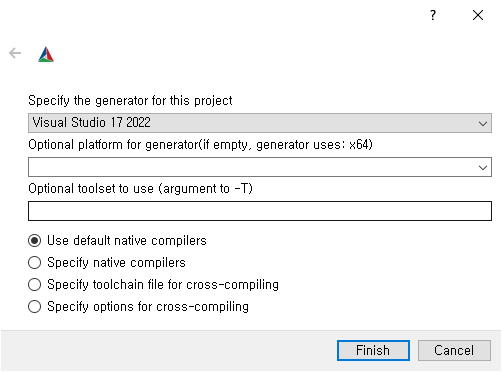 ?
Specify the generator for this project
Visual Studio 17 2022
Optional platform for generator(if empty, generator uses: x64)
Optional toolset to use (argument to -T)
Use default native compilers
Specify native compilers
Specify toolchain file for cross-compiling
Specify options for cross-compiling
Finish Cancel